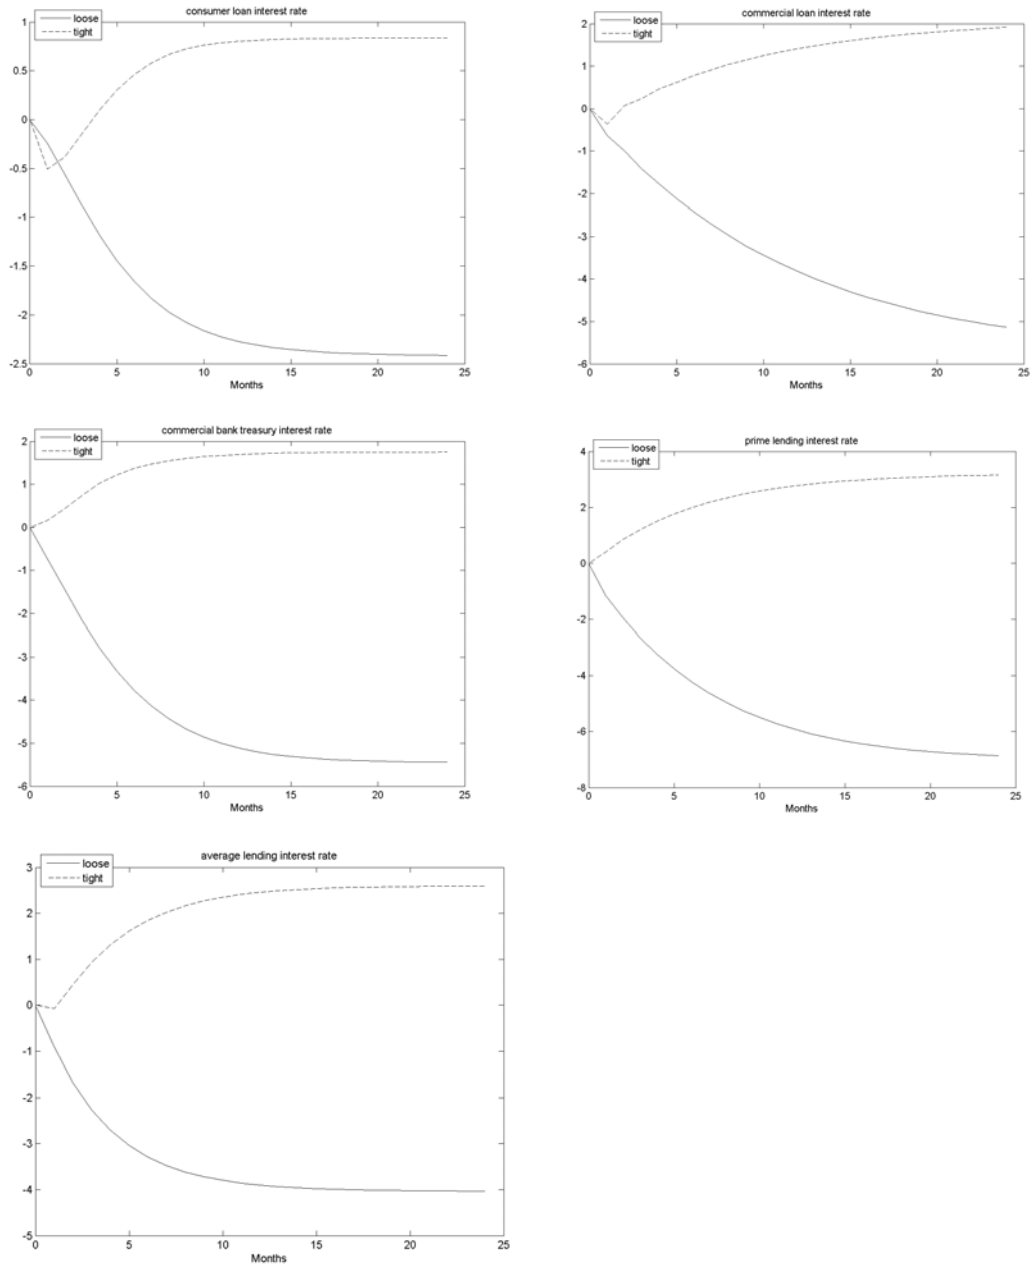 consumer loan interest rate
loose
tight
1
0.5
0
-0.5
-1
-1.5
-2
-2.5
0 5 10 15 20 25
Months
commercial loan interest rate
loose
tight
2
1
0
-1
-2
-3
-4
-5
-6
0 5 10 15 20 25
Months
commercial bank treasury interest rate
loose
tight
2
1
0
-1
-2
-3
-4
-5
-6
0 5 10 15 20 25
Months
prime lending interest rate
loose
tight
4
2
0
-2
-4
-6
-8
0 5 10 15 20 25
Months
average lending interest rate
loose
tight
3
2
1
0
-1
-2
-3
-4
-5
0 5 10 15 20 25
Months